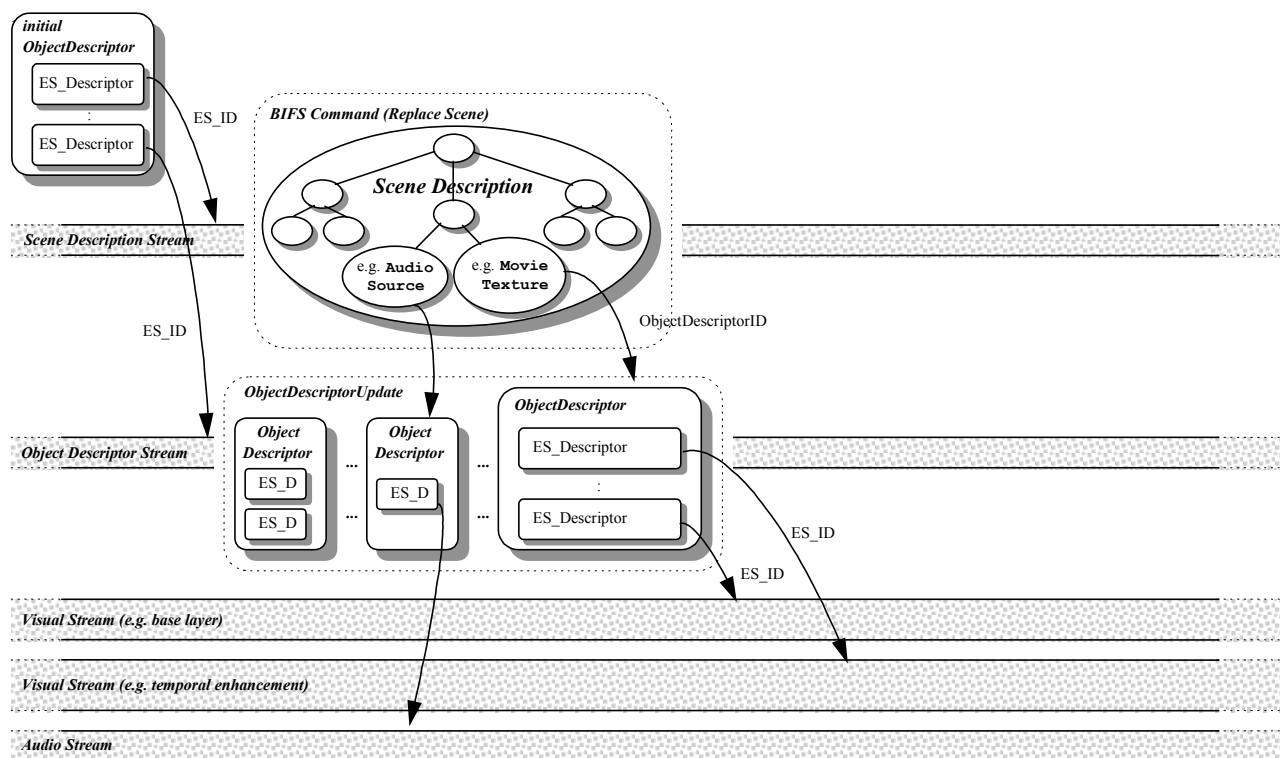 initial
ObjectDescriptor
ES_Descriptor
:
ES_Descriptor
ES_ID
BIFS Command (Replace Scene)
Scene Description
Scene Description Stream
e.g. Audio
Source
e.g. Movie
Texture
ES_ID
ObjectDescriptorID
ObjectDescriptorUpdate
Object
Descriptor
ES_D
ES_D
...
...
Object
Descriptor
ES_D
...
...
ObjectDescriptor
ES_Descriptor
:
ES_Descriptor
Object Descriptor Stream
ES_ID
ES_ID
Visual Stream (e.g. base layer)
Visual Stream (e.g. temporal enhancement)
Audio Stream